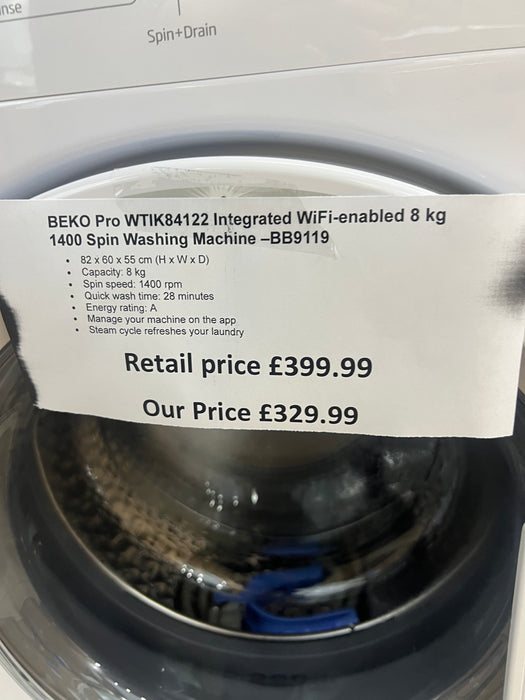 Spin+Drain
BEKO Pro WTIK84122 Integrated WiFi-enabled 8 kg
1400 Spin Washing Machine –BB9119
• 82 x 60 x 55 cm (H x W x D)
• Capacity: 8 kg
• Spin speed: 1400 rpm
• Quick wash time: 28 minutes
• Energy rating: A
• Manage your machine on the app
• Steam cycle refreshes your laundry
Retail price £399.99
Our Price £329.99